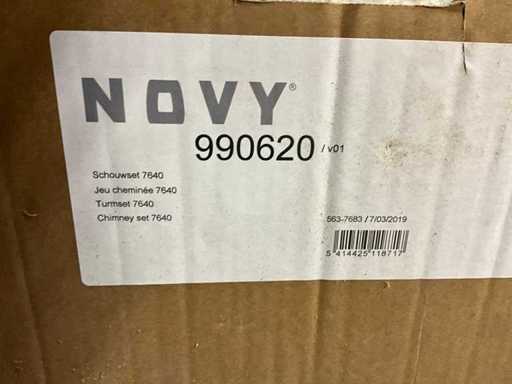 NOVY®
990620 / v01
Schouwset 7640
Jeu cheminée 7640
Turmset 7640
Chimney set 7640
563-7683 / 7/03/2019
5 414425 118717